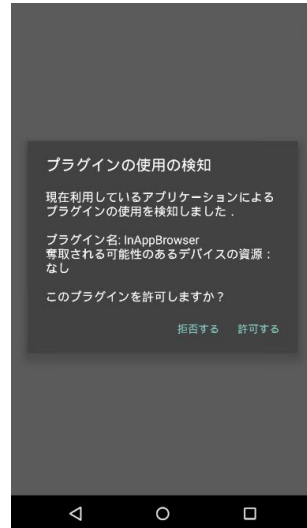 プラグインの使用の検知
現在利用しているアプリケーションによる
プラグインの使用を検知しました．
プラグイン名: InAppBrowser
奪取される可能性のあるデバイスの資源：
なし
このプラグインを許可しますか？
拒否する 許可する